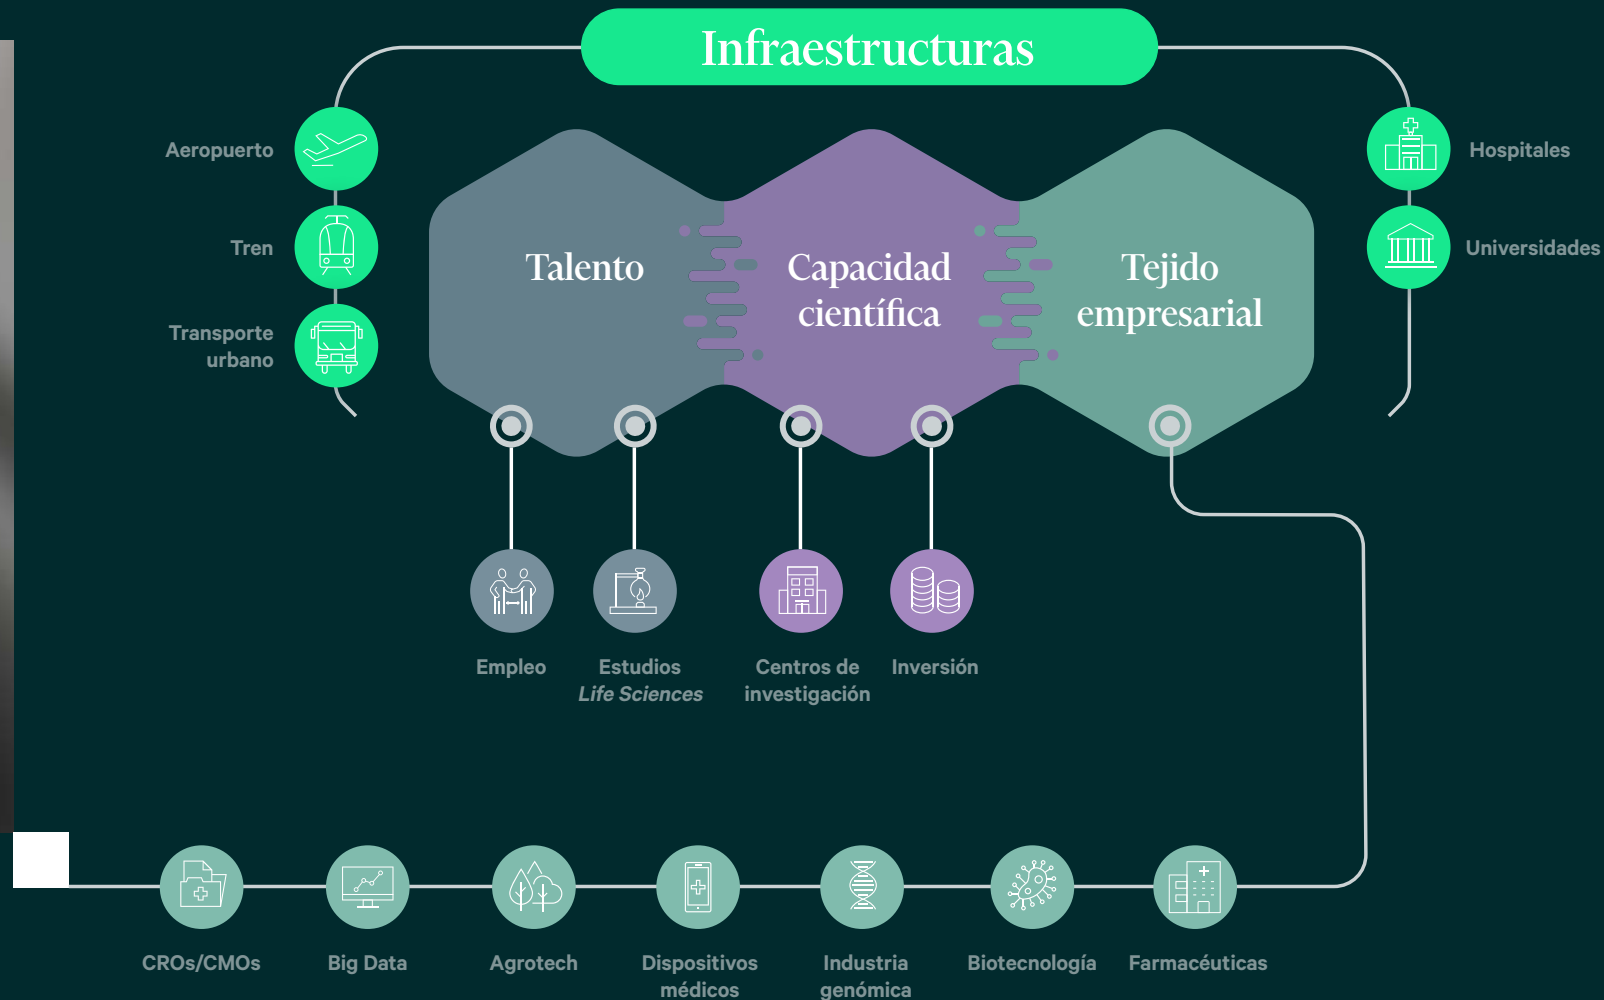 Infraestructuras
Aeropuerto
Tren
Transporte
urbano
Hospitales
Universidades
Talento
Capacidad
científica
Tejido
empresarial
Empleo
Estudios
Life Sciences
Centros de
investigación
Inversión
CROs/CMOs
Big Data
Agrotech
Dispositivos
médicos
Industria
genómica
Biotecnología
Farmacéuticas